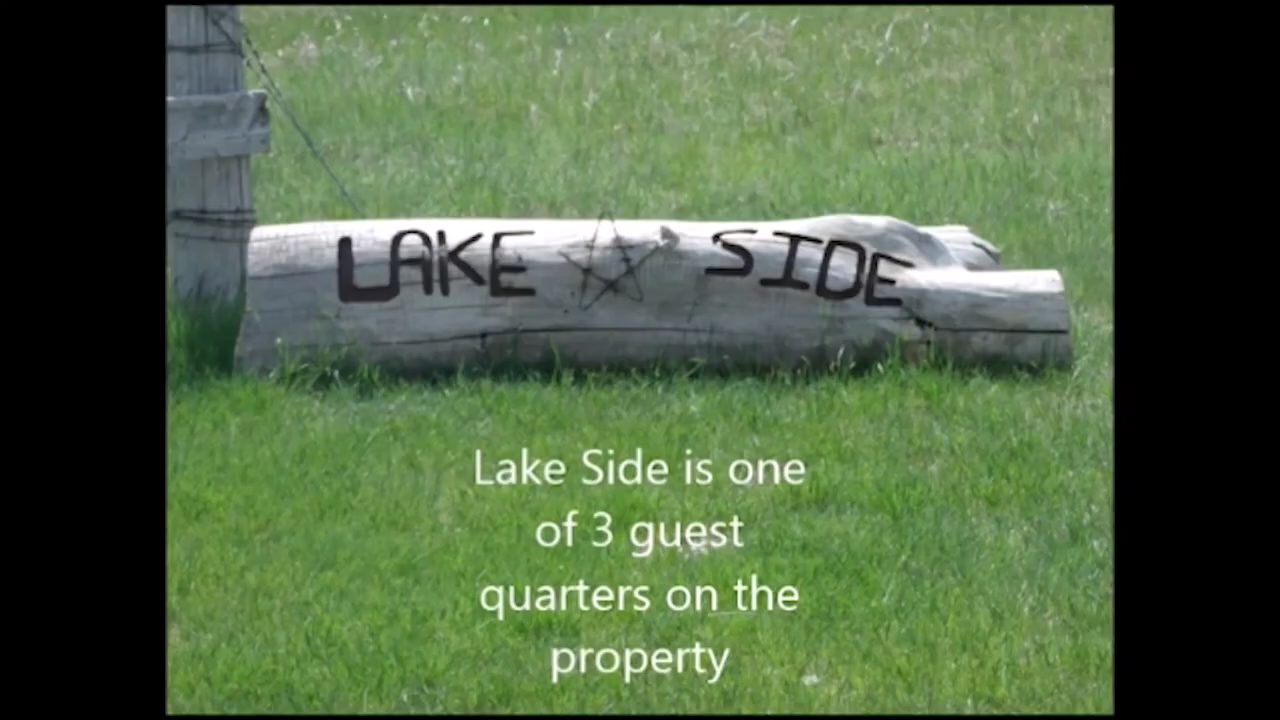 LAKE SIDE
Lake Side is one
of 3 guest
quarters on the
property